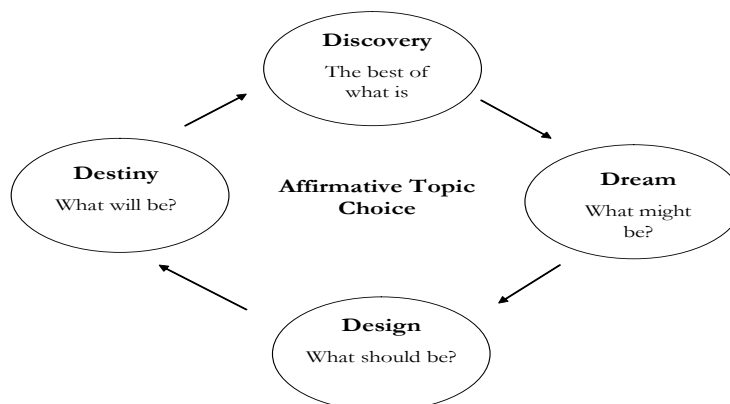 Discovery
The best of
what is
Destiny
What will be?
Affirmative Topic
Choice
Dream
What might
be?
Design
What should be?